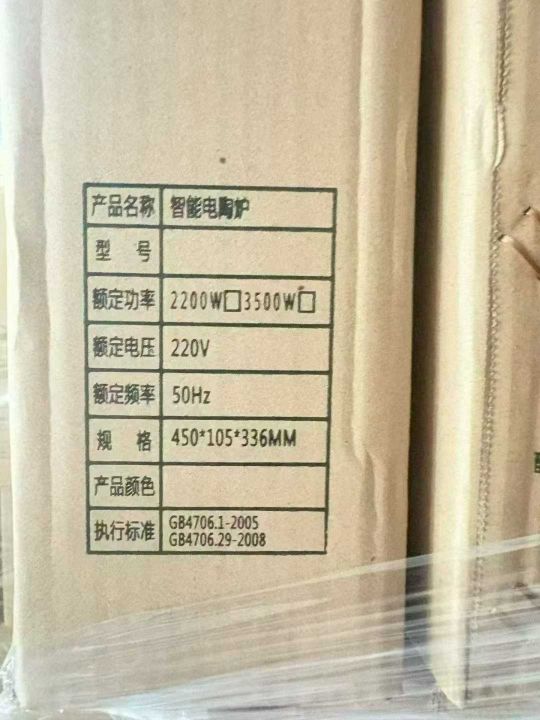 产品名称 智能电陶炉
型 号
额定功率 2200W□3500W□
额定电压 220V
额定频率 50Hz
规 格 450*105*336MM
产品颜色
执行标准 GB4706.1-2005
GB4706.29-2008